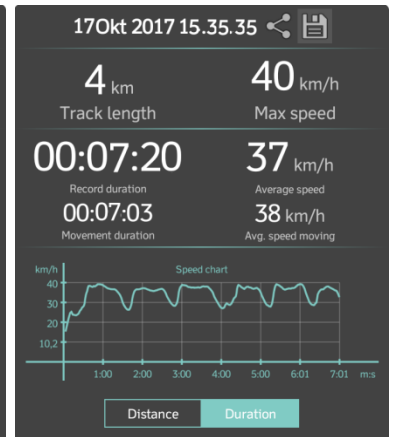 17Okt 2017 15.35.35
4 km
Track length
40 km/h
Max speed
00:07:20
Record duration
37 km/h
Average speed
00:07:03
Movement duration
38 km/h
Avg. speed moving
km/h
Speed chart
40
30
20
10,2
1:00 2:00 3:00 4:00 5:00 6:01 7:01 m:s
Distance
Duration